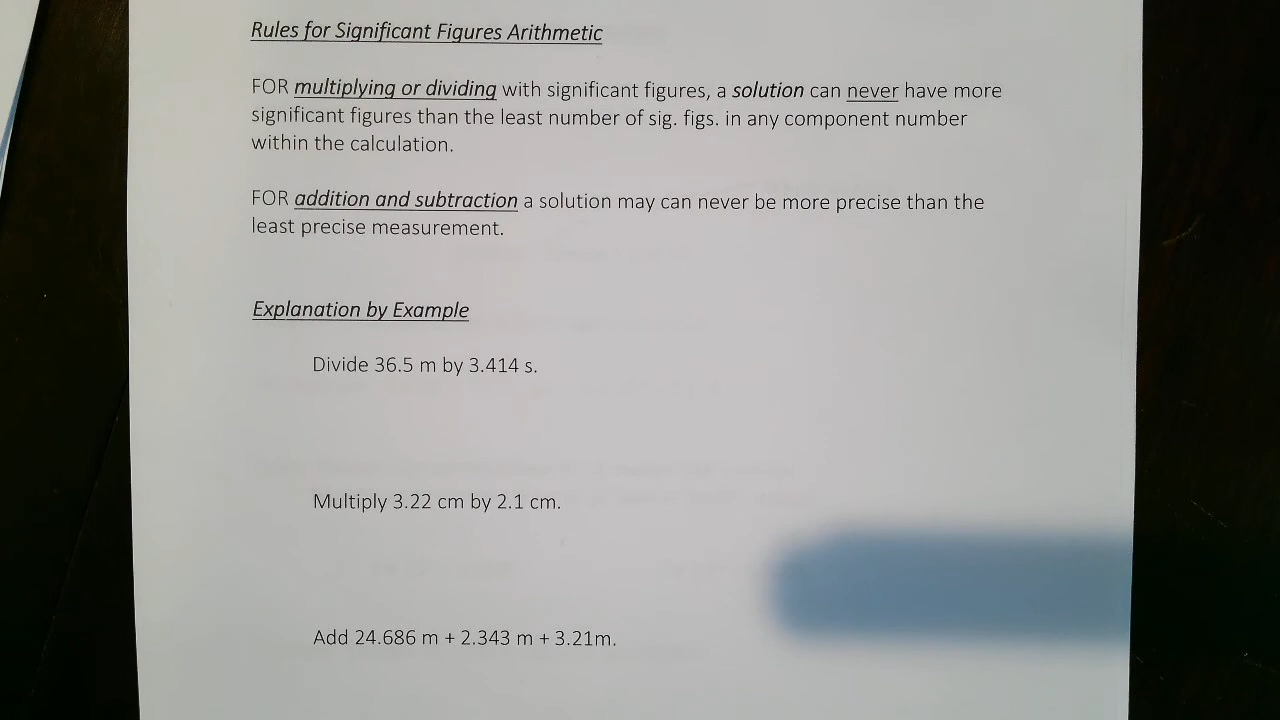 Rules for Significant Figures Arithmetic
FOR multiplying or dividing with significant figures, a solution can never have more
significant figures than the least number of sig. figs. in any component number
within the calculation.
FOR addition and subtraction a solution may can never be more precise than the
least precise measurement.
Explanation by Example
Divide 36.5 m by 3.414 s.
Multiply 3.22 cm by 2.1 cm.
Add 24.686 m + 2.343 m + 3.21m.